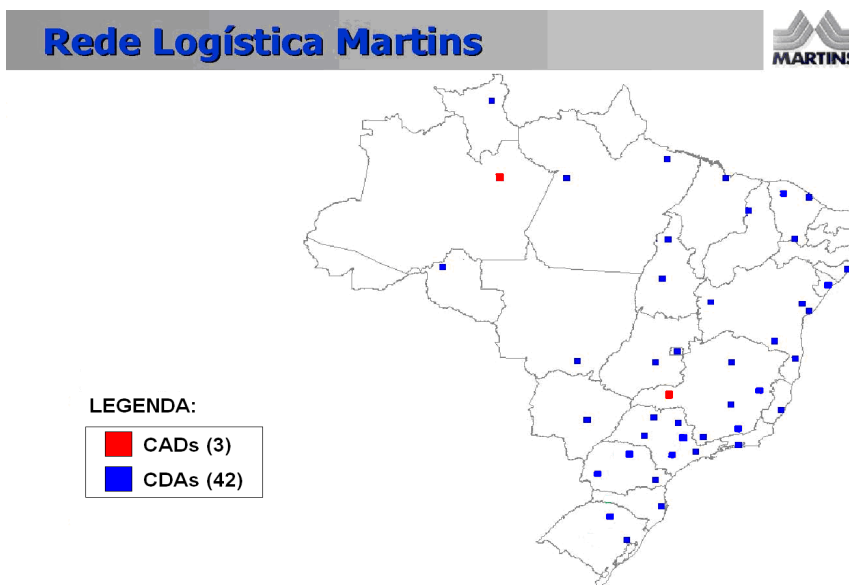 Rede Logística Martins
MARTINS
LEGENDA:
CADs (3)
CDAs (42)